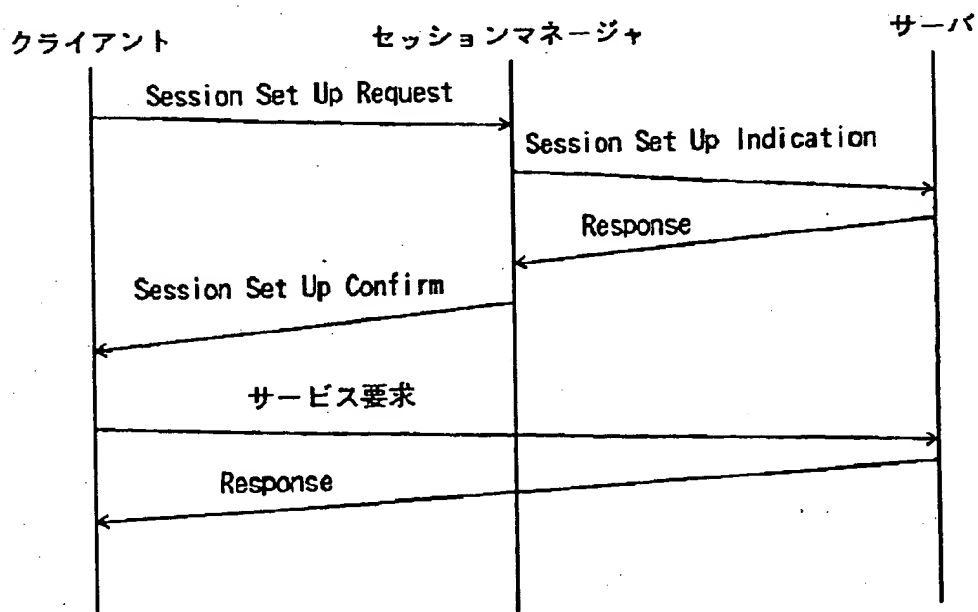 クライアント
セッションマネージャ
サーバ
Session Set Up Request
Session Set Up Indication
Response
Session Set Up Confirm
サービス要求
Response